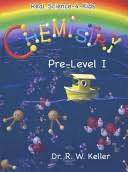 Real Science-4-Kids
CHEMISTRY
Pre-Level I
Dr. R. W. Keller